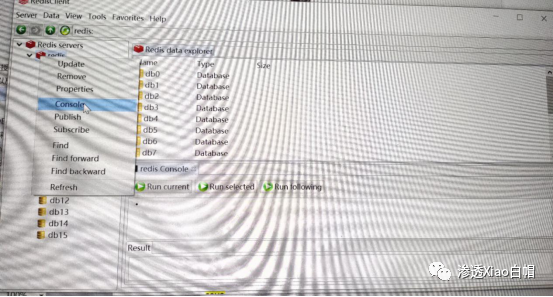 RedisClient
Server Data View Tools Favorites Help
redis:
Redis servers
redis
Update
Remove
Properties
Console
Publish
Subscribe
Find
Find forward
Find backward
Refresh
db12
db13
db14
db15
Redis data explorer
Name Type Size
db0 Database
db1 Database
db2 Database
db3 Database
db4 Database
db5 Database
db6 Database
db7 Database
redis Console
Run current Run selected Run following
Result
渗透Xiao白帽